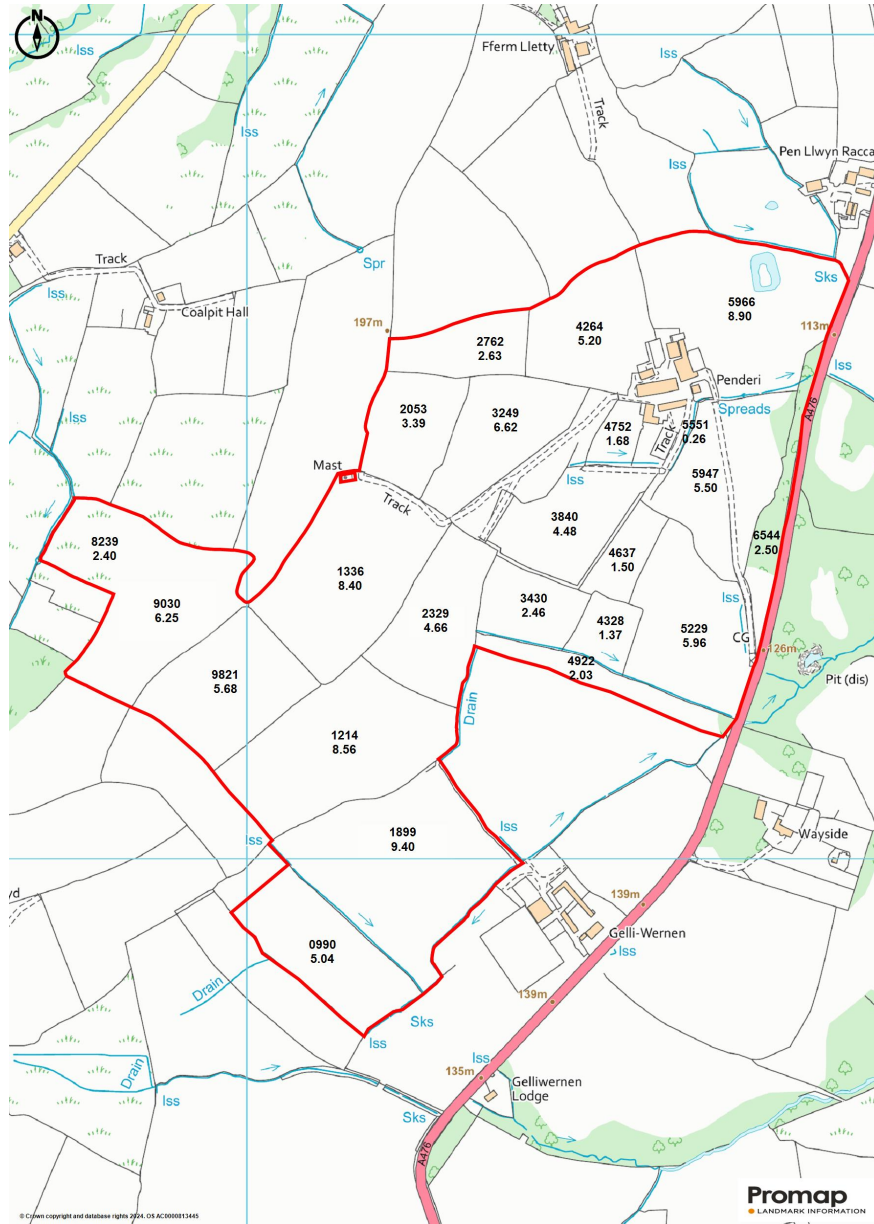 N
Iss
Fferm Lletty
Iss
Track
Iss
Iss
Pen Llwyn Racca
Track
Iss
Spr
Sks
Coalpit Hall
197m
5966
8.90
4264
5.20
2762
2.63
113m
Iss
Penderi
Spreads
A476
2053
3.39
3249
6.62
4752
1.68
5551
0.26
Track
Iss
Mast
Iss
5947
5.50
Track
3840
4.48
6544
2.50
8239
2.40
1336
8.40
4637
1.50
9030
6.25
3430
2.46
Iss
2329
4.66
4328
1.37
5229
5.96
CG
126m
4922
2.03
Pit (dis)
9821
5.68
Drain
1214
8.56
1899
9.40
Iss
Iss
Wayside
yd
139m
0990
5.04
Gelli-Wernen
Iss
Drain
139m
Sks
Iss
Iss
135m
Drain
Gelliwernen
Lodge
Iss
Sks
A476
Promap
LANDMARK INFORMATION
© Crown copyright and database rights 2024. OS AC0000813445